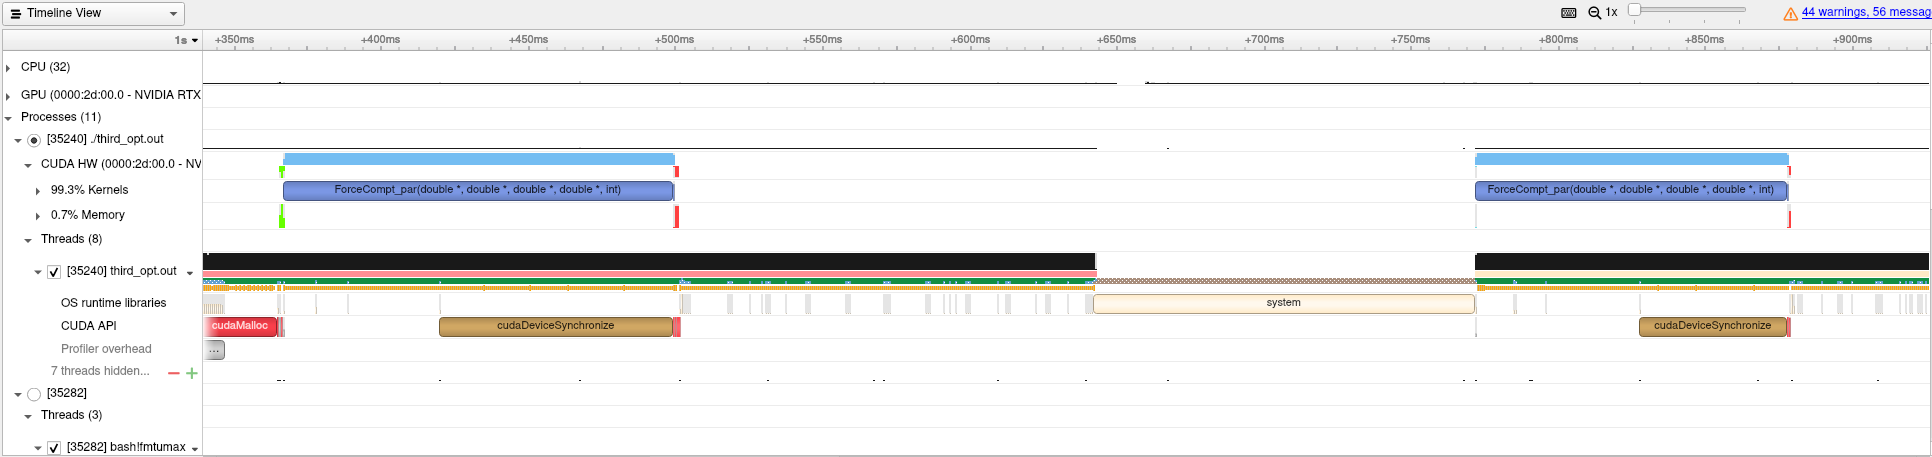 Timeline View
1x
44 warnings, 56 messag
1s
+350ms +400ms +450ms +500ms +550ms +600ms +650ms +700ms +750ms +800ms +850ms +900ms
CPU (32)
GPU (0000:2d:00.0 - NVIDIA RTX
Processes (11)
[35240] ./third_opt.out
CUDA HW (0000:2d:00.0 - NV
99.3% Kernels
ForceCompt_par(double *, double *, double *, double *, int)
ForceCompt_par(double *, double *, double *, double *, int)
0.7% Memory
Threads (8)
[35240] third_opt.out
OS runtime libraries
system
CUDA API
cudaMalloc
cudaDeviceSynchronize
cudaDeviceSynchronize
Profiler overhead
...
7 threads hidden...
[35282]
Threads (3)
[35282] bash!fmtumax